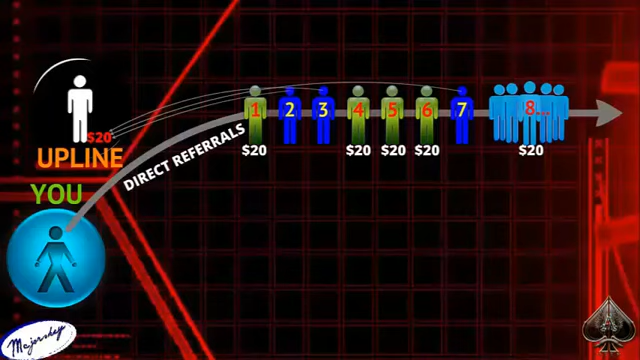 $20
UPLINE
YOU
DIRECT REFERRALS
1 2 3 4 5 6 7 8...
$20 $20 $20 $20 $20